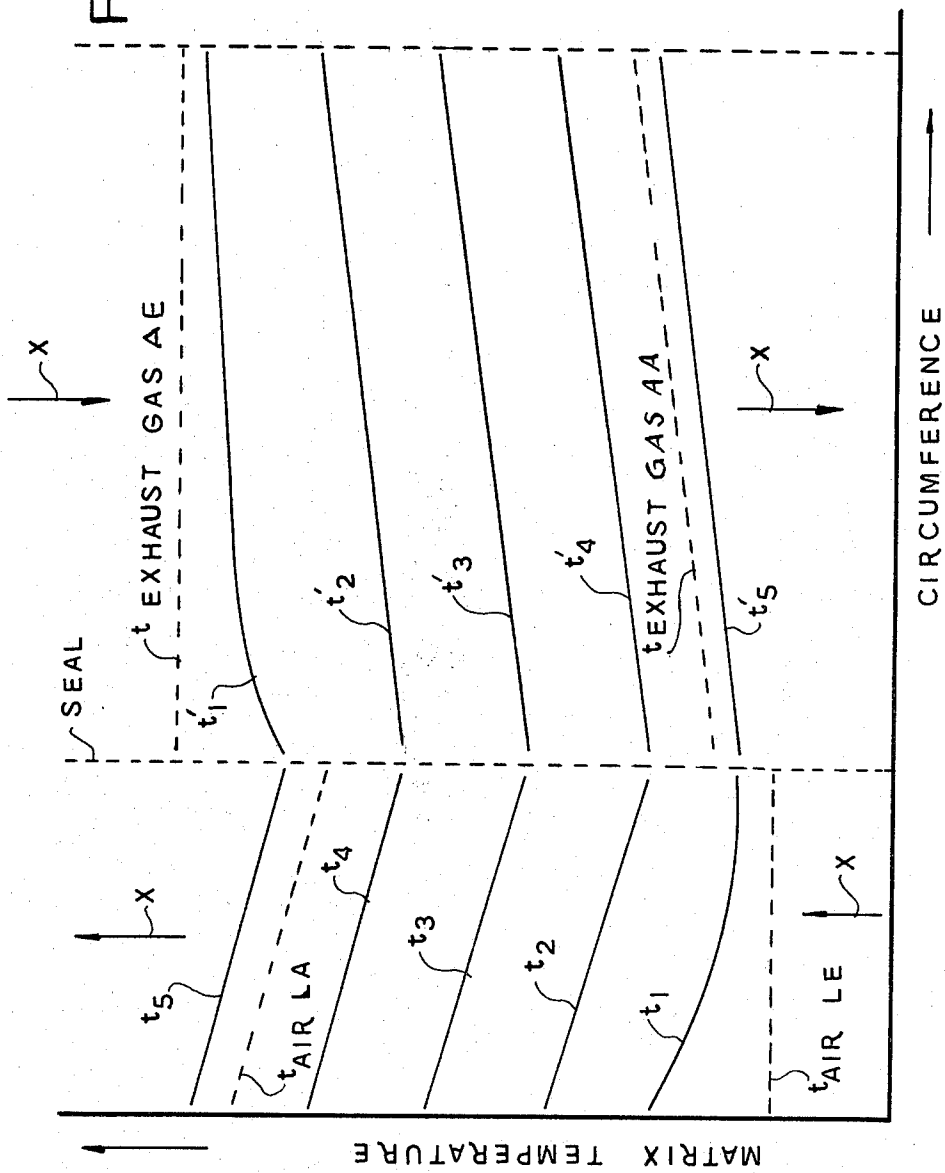 F
SEAL
X
X
t EXHAUST GAS AE
t'1
t5
t AIR LA
t4
t'2
t3
t'3
t2
t'4
t1
t EXHAUST GAS AA
t'5
X
X
t AIR LE
MATRIX TEMPERATURE
CIRCUMFERENCE